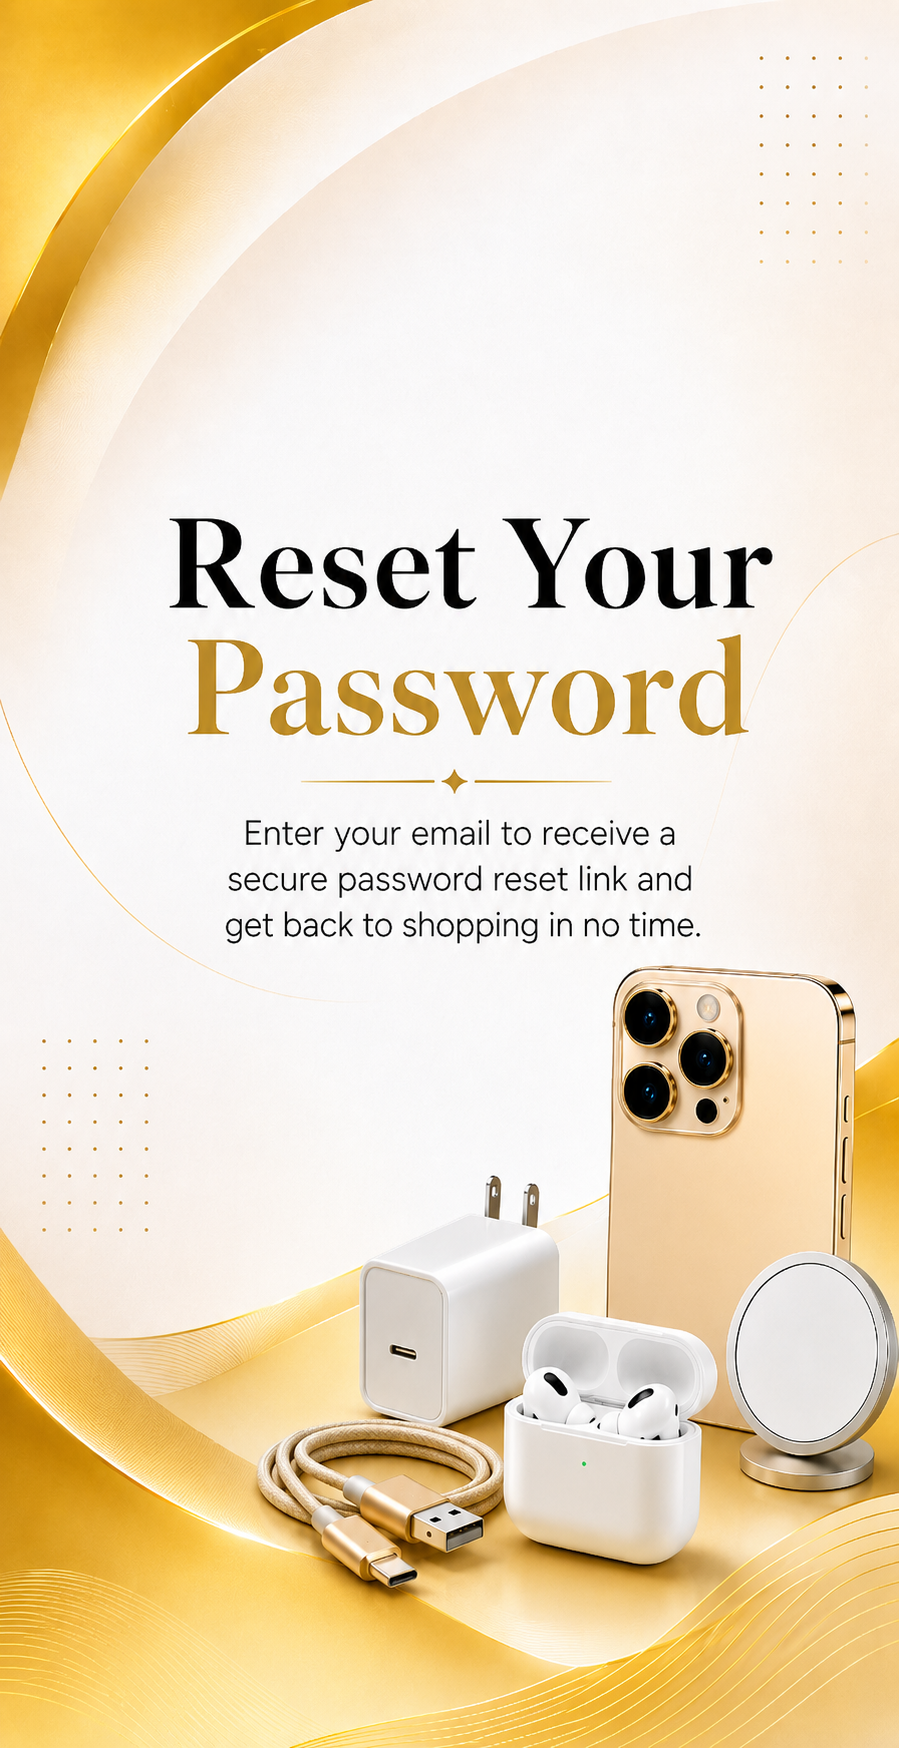 Reset Your
Password
Enter your email to receive a
secure password reset link and
get back to shopping in no time.